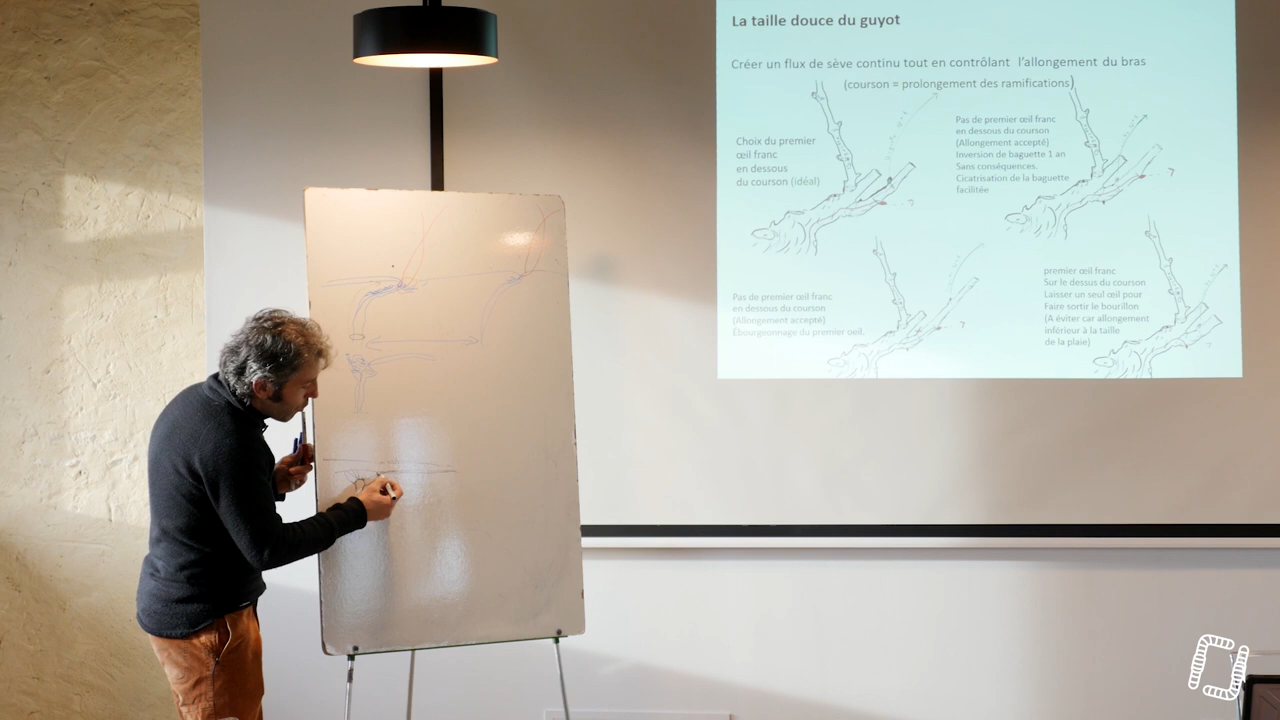 La taille douce du guyot
Créer un flux de sève continu tout en contrôlant l'allongement du bras
(courson = prolongement des ramifications)
Choix du premier
œil franc
en dessous
du courson (idéal)
Pas de premier œil franc
en dessous du courson
(Allongement accepté)
Inversion de baguette 1 an
Sans conséquences.
Cicatrisation de la baguette
facilitée
Pas de premier œil franc
en dessous du courson
(Allongement accepté)
Ébourgeonnage du premier oeil.
premier œil franc
Sur le dessus du courson
Laisser un seul œil pour
Faire sortir le bourillon
(A éviter car allongement
inférieur à la taille
de la plaie)